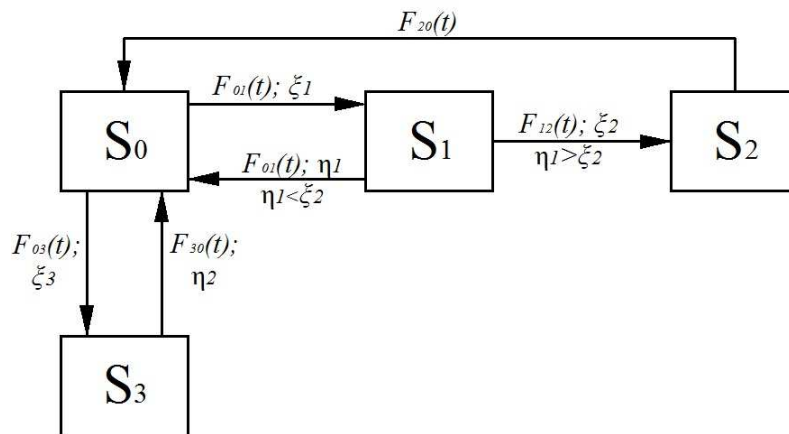 F20(t)
F01(t); ξ1
S0
S1
F12(t); ξ2
η1>ξ2
S2
F01(t); η1
η1<ξ2
F03(t);
ξ3
F30(t);
η2
S3